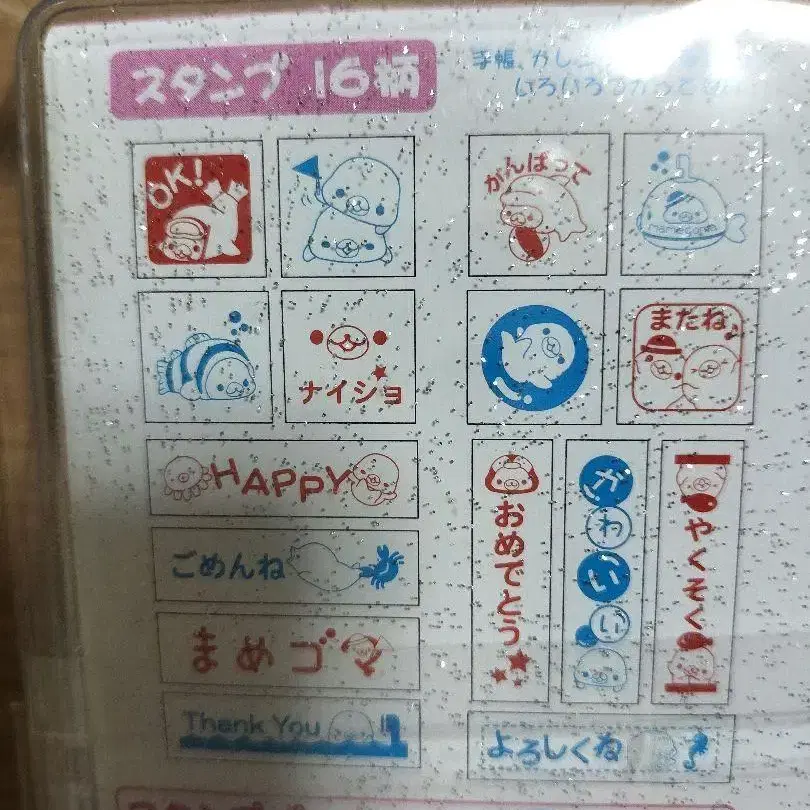 スタンプ 16柄
手帳、
いろいろ
OK!
がんばって
mamegoma
ナイショ
またね
HAPPY
ごめんね
まめゴマ
Thank You
おめでとう
かわいい
やくそく
よろしくね